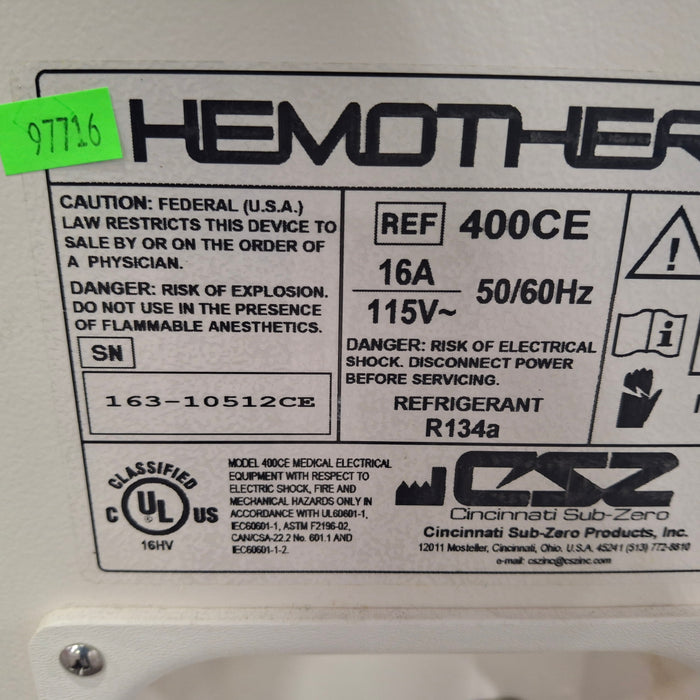 97716
HEMOTHER
CAUTION: FEDERAL (U.S.A.)
LAW RESTRICTS THIS DEVICE TO
SALE BY OR ON THE ORDER OF
A PHYSICIAN.
DANGER: RISK OF EXPLOSION.
DO NOT USE IN THE PRESENCE
OF FLAMMABLE ANESTHETICS.
SN
163-10512CE
REF 400CE
16A
115V~ 50/60Hz
DANGER: RISK OF ELECTRICAL
SHOCK. DISCONNECT POWER
BEFORE SERVICING.
REFRIGERANT
R134a
!
i
CLASSIFIED
C UL US
16HV
MODEL 400CE MEDICAL ELECTRICAL
EQUIPMENT WITH RESPECT TO
ELECTRIC SHOCK, FIRE AND
MECHANICAL HAZARDS ONLY IN
ACCORDANCE WITH UL60601-1,
IEC60601-1, ASTM F2196-02,
CAN/CSA-22.2 No. 601.1 AND
IEC60601-1-2.
CSZ
Cincinnati Sub-Zero
Cincinnati Sub-Zero Products, Inc.
12011 Mosteller, Cincinnati, Ohio. U.S.A. 45241 (513) 772-8810
e-mail: cszinc@cszinc.com